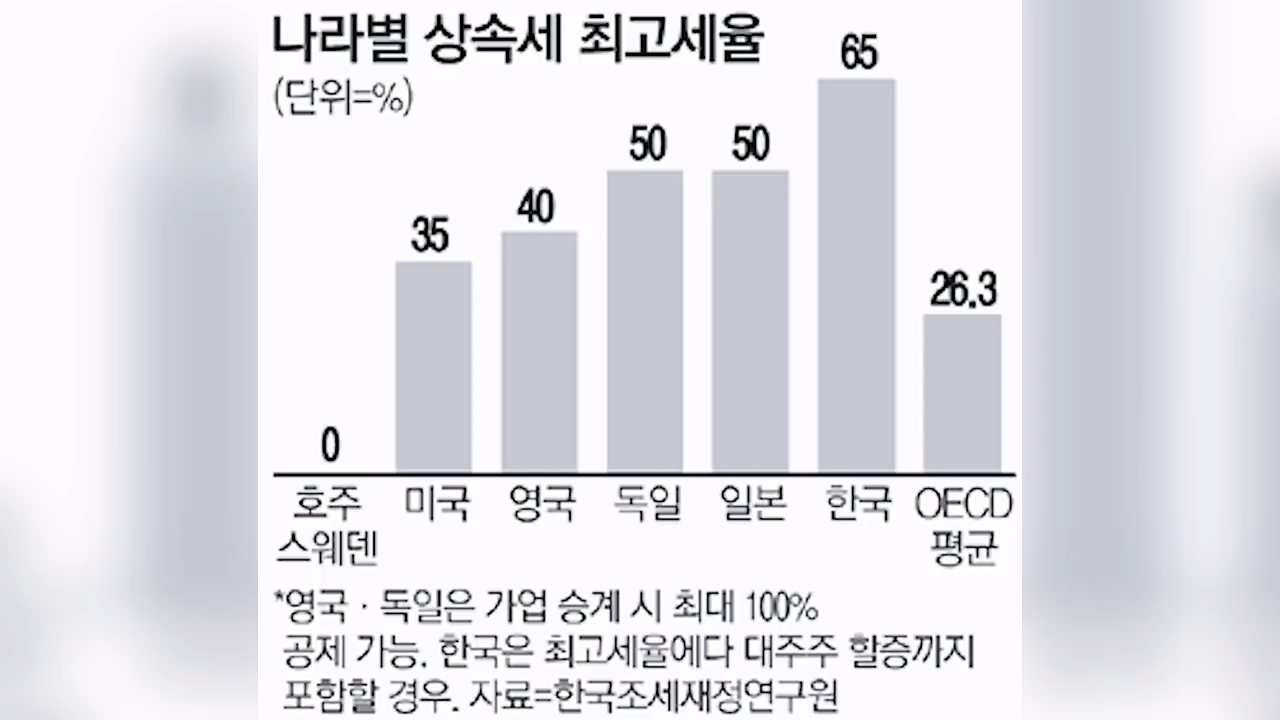 나라별 상속세 최고세율
(단위=%)
0
35
40
50
50
65
26.3
호주 미국 영국 독일 일본 한국 OECD
스웨덴 평균
*영국·독일은 가업 승계 시 최대 100%
공제 가능. 한국은 최고세율에다 대주주 할증까지
포함할 경우. 자료=한국조세재정연구원